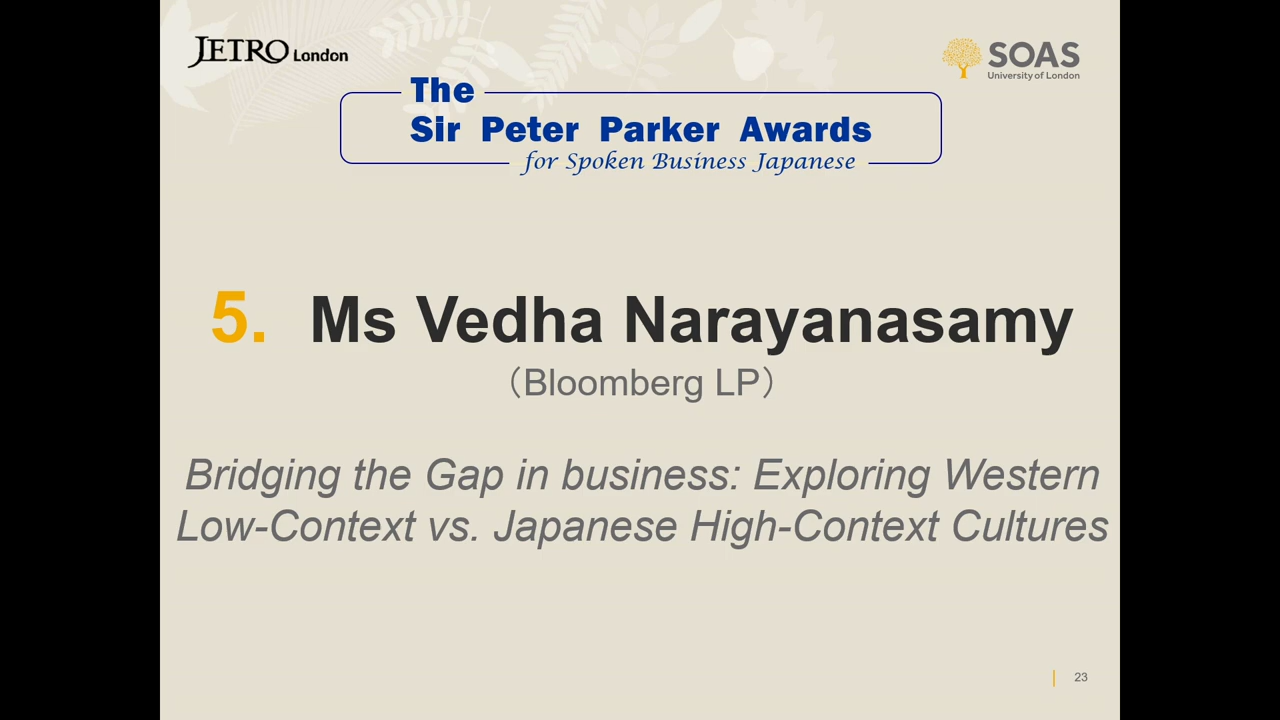 JETRO London
SOAS
University of London
The
Sir Peter Parker Awards
for Spoken Business Japanese
5. Ms Vedha Narayanasamy
（Bloomberg LP）
Bridging the Gap in business: Exploring Western
Low-Context vs. Japanese High-Context Cultures
23